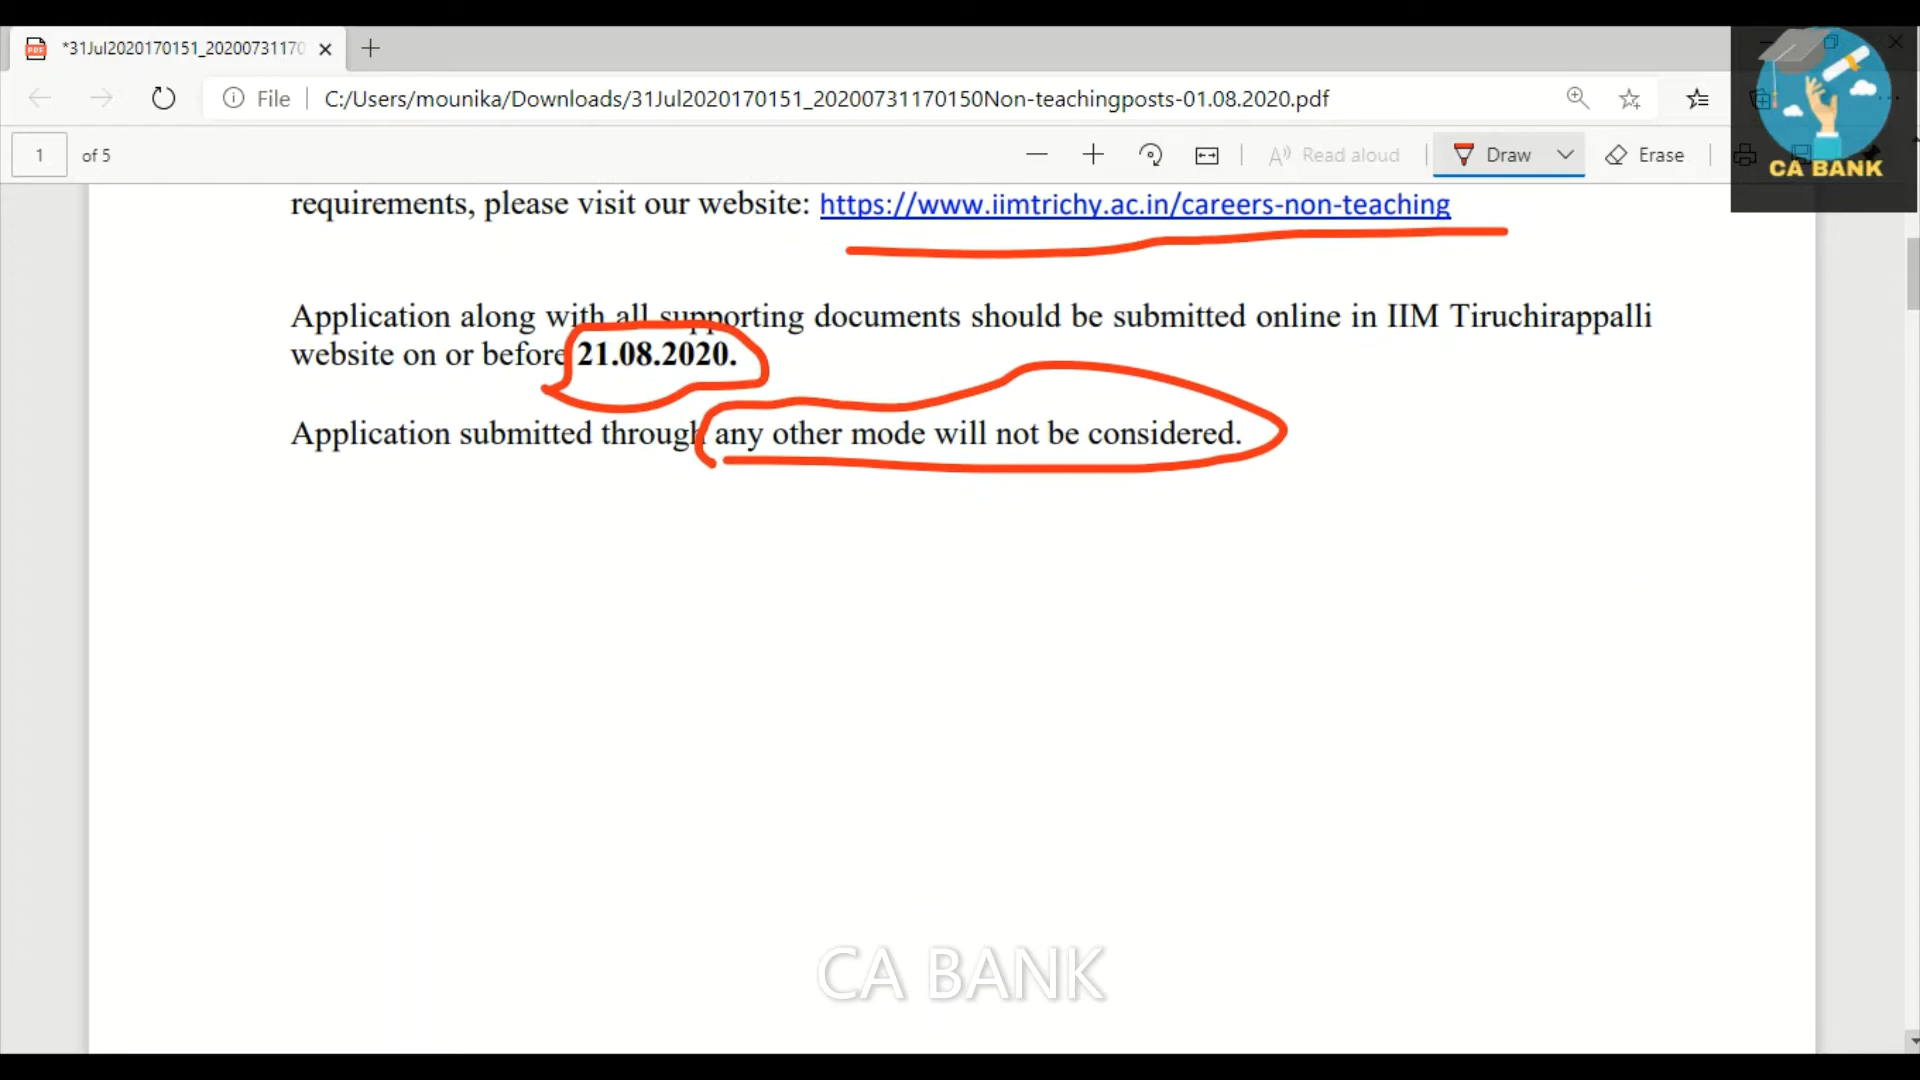 *31Jul2020170151_20200731170
File
C:/Users/mounika/Downloads/31Jul2020170151_20200731170150Non-teachingposts-01.08.2020.pdf
1 of 5
Read aloud
Draw
Erase
CA BANK
requirements, please visit our website: https://www.iimtrichy.ac.in/careers-non-teaching
Application along with all supporting documents should be submitted online in IIM Tiruchirappalli
website on or before 21.08.2020.
Application submitted through any other mode will not be considered.
CA BANK